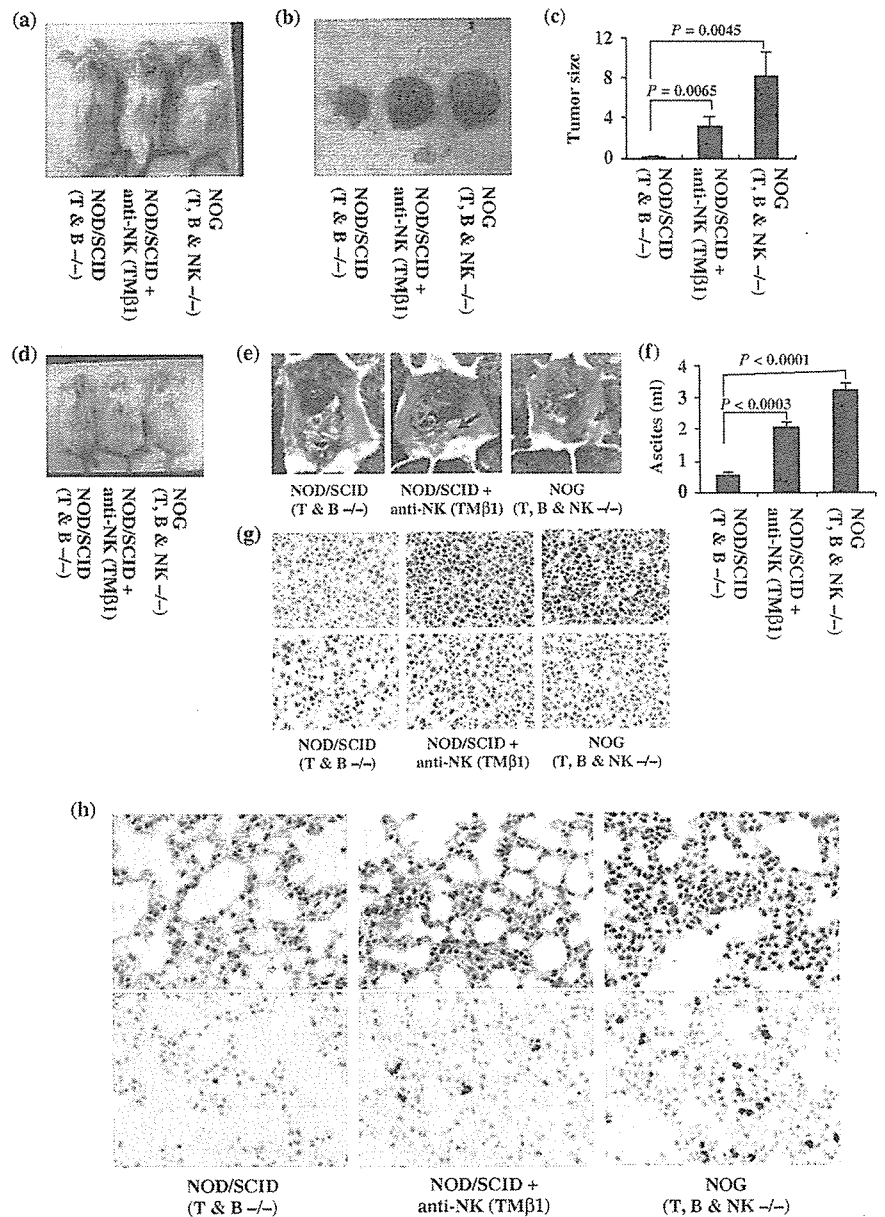 (a)
NOD/SCID
(T & B –/–)
NOD/SCID +
anti-NK (TMβ1)
NOG
(T, B & NK –/–)
(b)
NOD/SCID
(T & B –/–)
NOD/SCID +
anti-NK (TMβ1)
NOG
(T, B & NK –/–)
(c)
Tumor size
12
8
4
0
P = 0.0045
P = 0.0065
NOD/SCID
(T & B –/–)
NOD/SCID +
anti-NK (TMβ1)
NOG
(T, B & NK –/–)
(d)
NOD/SCID
(T & B –/–)
NOD/SCID +
anti-NK (TMβ1)
NOG
(T, B & NK –/–)
(e)
NOD/SCID
(T & B –/–)
NOD/SCID +
anti-NK (TMβ1)
NOG
(T, B & NK –/–)
(f)
Ascites (ml)
4
3
2
1
0
P < 0.0001
P < 0.0003
NOD/SCID
(T & B –/–)
NOD/SCID +
anti-NK (TMβ1)
NOG
(T, B & NK –/–)
(g)
NOD/SCID
(T & B –/–)
NOD/SCID +
anti-NK (TMβ1)
NOG
(T, B & NK –/–)
(h)
NOD/SCID
(T & B –/–)
NOD/SCID +
anti-NK (TMβ1)
NOG
(T, B & NK –/–)